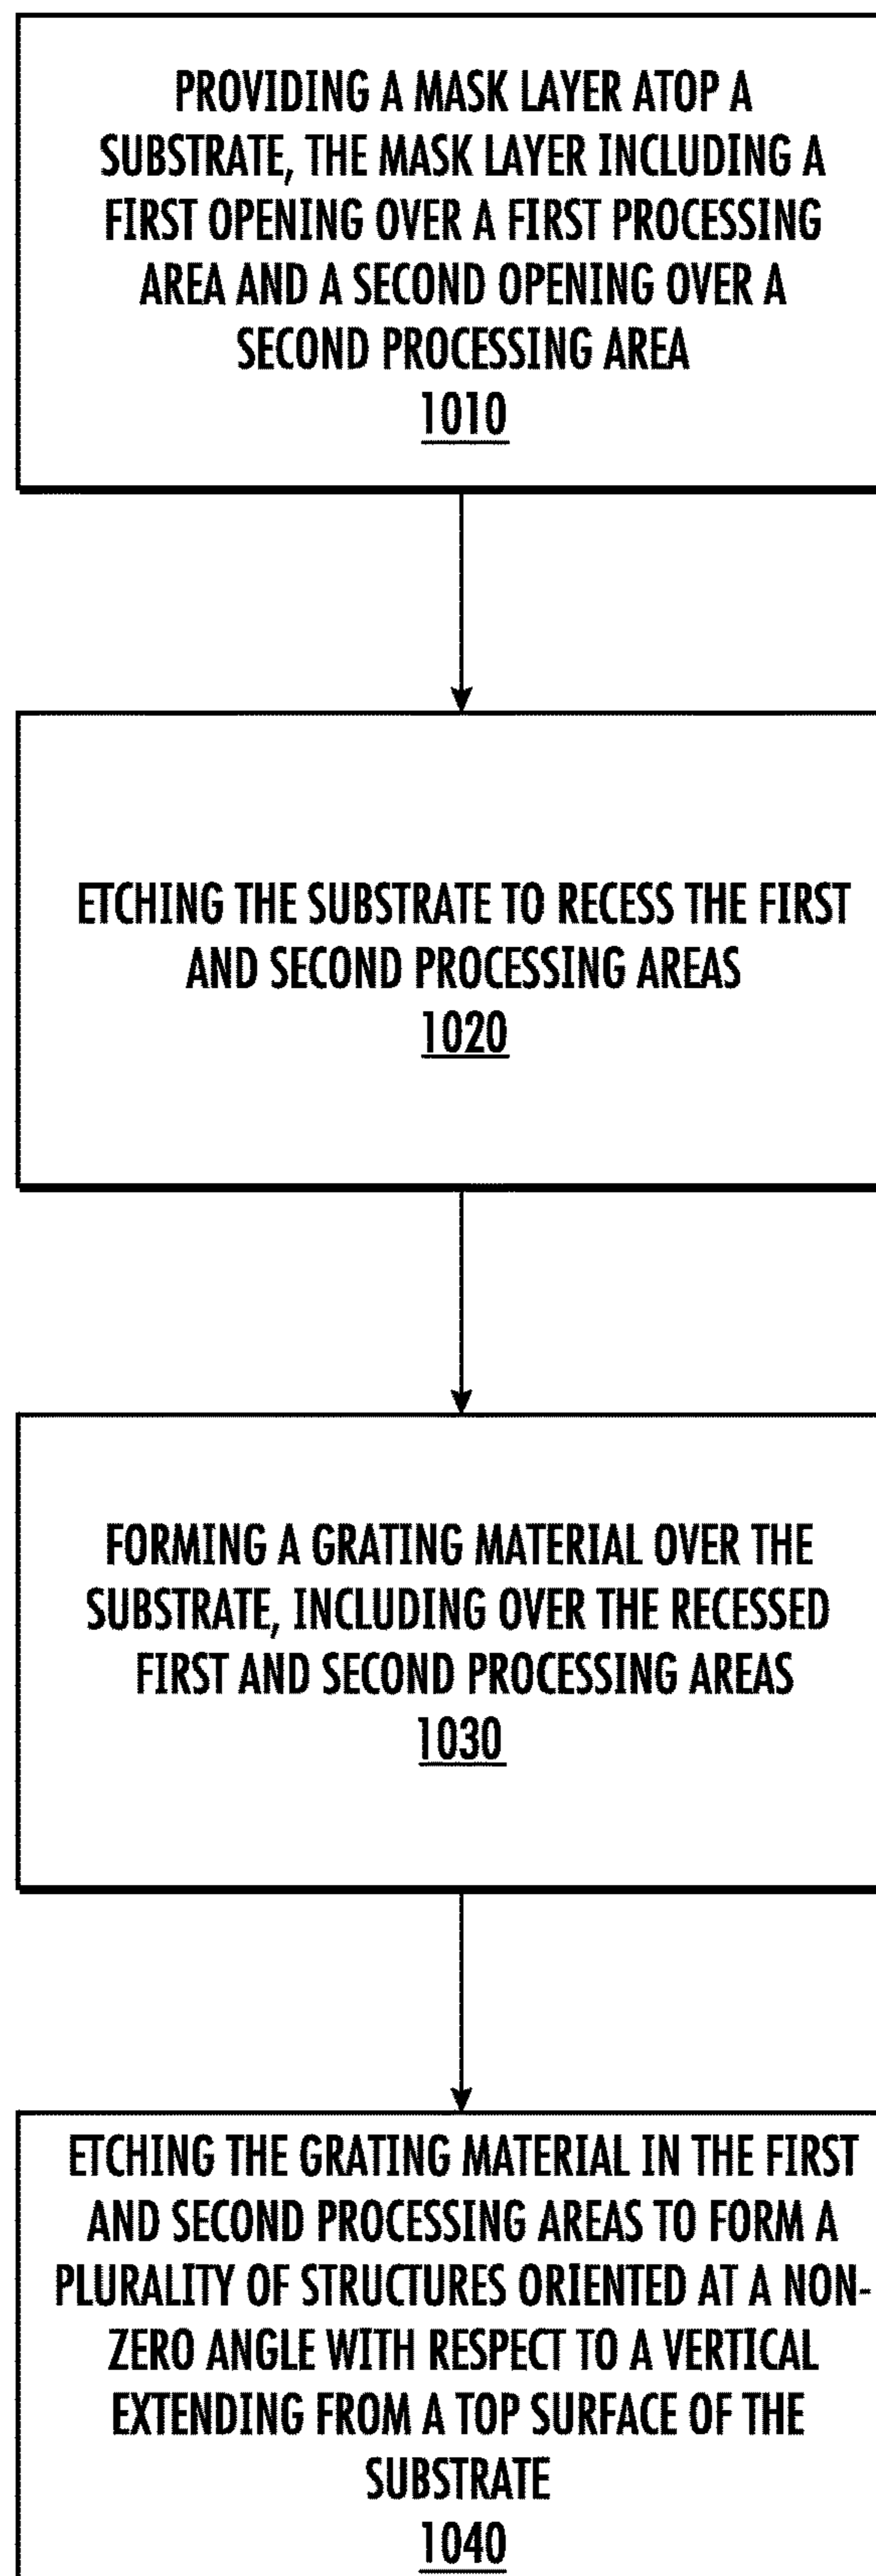 PROVIDING A MASK LAYER ATOP A
SUBSTRATE, THE MASK LAYER INCLUDING A
FIRST OPENING OVER A FIRST PROCESSING
AREA AND A SECOND OPENING OVER A
SECOND PROCESSING AREA
1010
ETCHING THE SUBSTRATE TO RECESS THE FIRST
AND SECOND PROCESSING AREAS
1020
FORMING A GRATING MATERIAL OVER THE
SUBSTRATE, INCLUDING OVER THE RECESSED
FIRST AND SECOND PROCESSING AREAS
1030
ETCHING THE GRATING MATERIAL IN THE FIRST
AND SECOND PROCESSING AREAS TO FORM A
PLURALITY OF STRUCTURES ORIENTED AT A NON-
ZERO ANGLE WITH RESPECT TO A VERTICAL
EXTENDING FROM A TOP SURFACE OF THE
SUBSTRATE
1040